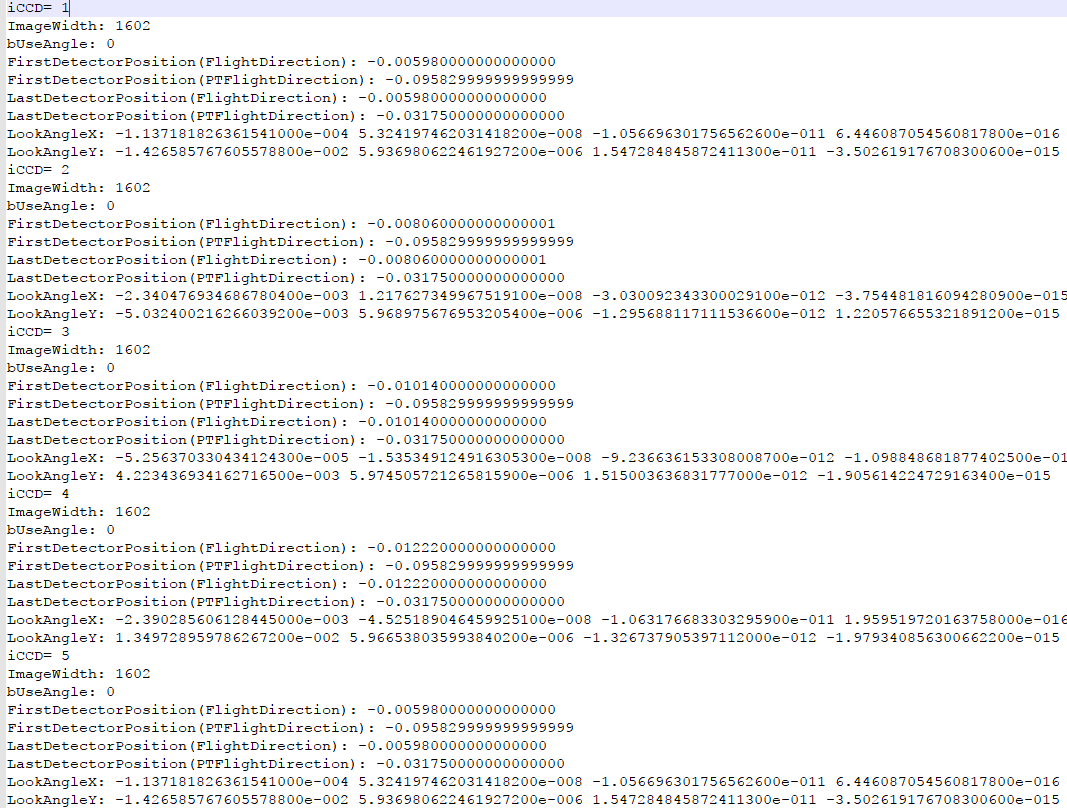 iCCD= 1
ImageWidth: 1602
bUseAngle: 0
FirstDetectorPosition(FlightDirection): -0.005980000000000000
FirstDetectorPosition(PTFlightDirection): -0.095829999999999999
LastDetectorPosition(FlightDirection): -0.005980000000000000
LastDetectorPosition(PTFlightDirection): -0.031750000000000000
LookAngleX: -1.137181826361541000e-004 5.324197462031418200e-008 -1.056696301756562600e-011 6.446087054560817800e-016
LookAngleY: -1.426585767605578800e-002 5.936980622461927200e-006 1.547284845872411300e-011 -3.502619176708300600e-015
iCCD= 2
ImageWidth: 1602
bUseAngle: 0
FirstDetectorPosition(FlightDirection): -0.008060000000000001
FirstDetectorPosition(PTFlightDirection): -0.095829999999999999
LastDetectorPosition(FlightDirection): -0.008060000000000001
LastDetectorPosition(PTFlightDirection): -0.031750000000000000
LookAngleX: -2.340476934686780400e-003 1.217627349967519100e-008 -3.030092343300029100e-012 -3.754481816094280900e-015
LookAngleY: -5.032400216266039200e-003 5.968975676953205400e-006 -1.295688117111536600e-012 1.220576655321891200e-015
iCCD= 3
ImageWidth: 1602
bUseAngle: 0
FirstDetectorPosition(FlightDirection): -0.010140000000000000
FirstDetectorPosition(PTFlightDirection): -0.095829999999999999
LastDetectorPosition(FlightDirection): -0.010140000000000000
LastDetectorPosition(PTFlightDirection): -0.031750000000000000
LookAngleX: -5.256370330434124300e-005 -1.535349124916305300e-008 -9.236636153308008700e-012 -1.098848681877402500e-01
LookAngleY: 4.223436934162716500e-003 5.974505721265815900e-006 1.515003636831777000e-012 -1.905614224729163400e-015
iCCD= 4
ImageWidth: 1602
bUseAngle: 0
FirstDetectorPosition(FlightDirection): -0.012220000000000000
FirstDetectorPosition(PTFlightDirection): -0.095829999999999999
LastDetectorPosition(FlightDirection): -0.012220000000000000
LastDetectorPosition(PTFlightDirection): -0.031750000000000000
LookAngleX: -2.390285606128445000e-003 -4.525189046459925100e-008 -1.063176683303295900e-011 1.959519720163758000e-016
LookAngleY: 1.349728959786267200e-002 5.966538035993840200e-006 -1.326737905397112000e-012 -1.979340856300662200e-015
iCCD= 5
ImageWidth: 1602
bUseAngle: 0
FirstDetectorPosition(FlightDirection): -0.005980000000000000
FirstDetectorPosition(PTFlightDirection): -0.095829999999999999
LastDetectorPosition(FlightDirection): -0.005980000000000000
LastDetectorPosition(PTFlightDirection): -0.031750000000000000
LookAngleX: -1.137181826361541000e-004 5.324197462031418200e-008 -1.056696301756562600e-011 6.446087054560817800e-016
LookAngleY: -1.426585767605578800e-002 5.936980622461927200e-006 1.547284845872411300e-011 -3.502619176708300600e-015